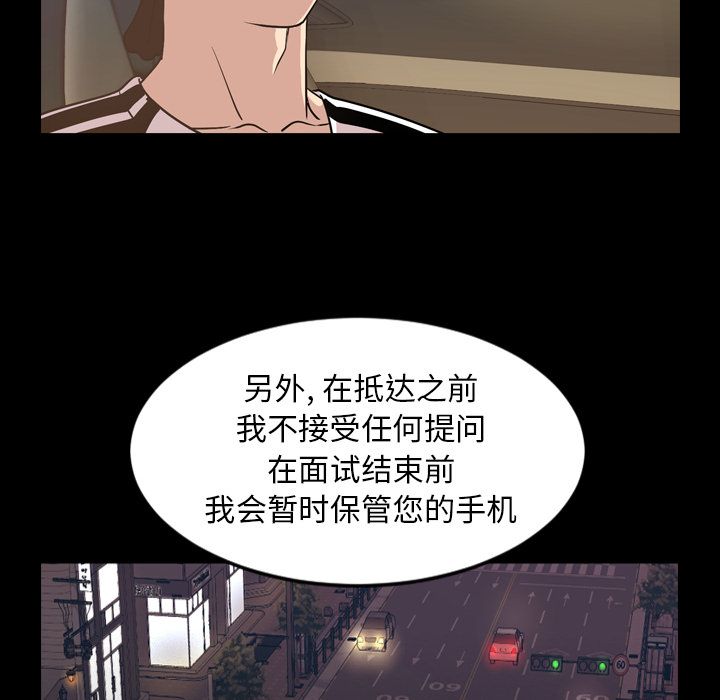 另外, 在抵达之前
我不接受任何提问
在面试结束前
我会暂时保管您的手机
60